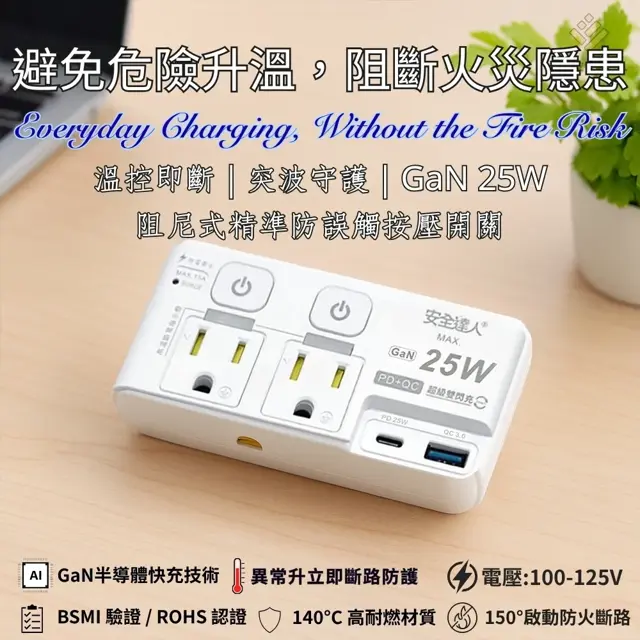 避免危險升溫，阻斷火災隱患
Everyday Charging, Without the Fire Risk
溫控即斷 | 突波守護 | GaN 25W
阻尼式精準防誤觸按壓開關
MAX. 15A
SURGE
安全達人®
MAX.
GaN 25W
PD+QC 超級雙閃充
PD 25W QC 3.0
AI GaN半導體快充技術
異常升立即斷路防護
電壓:100-125V
BSMI 驗證 / ROHS 認證
140°C 高耐燃材質
150°啟動防火斷路